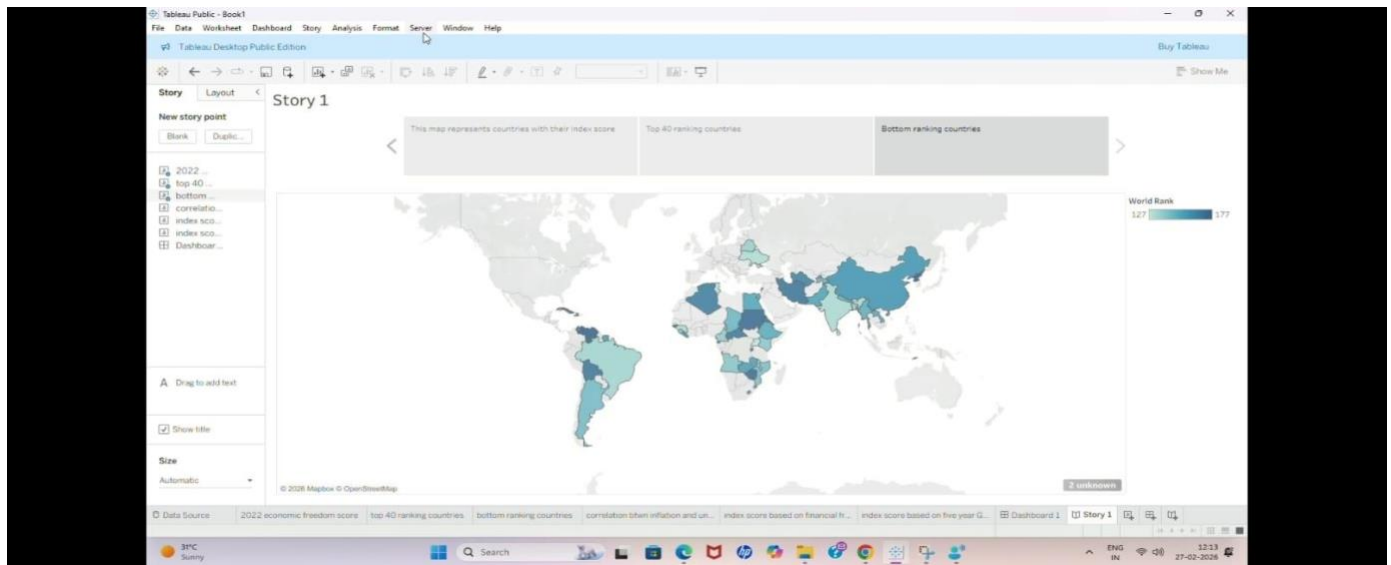 Tableau Public - Book1
File Data Worksheet Dashboard Story Analysis Format Server Window Help
Tableau Desktop Public Edition
Buy Tableau
Show Me
Story Layout
Story 1
New story point
Blank Duplic...
This map represents countries with their index score
Top 40 ranking countries
Bottom ranking countries
2022 ...
top 40 ...
bottom ...
correlatio...
index sco...
index sco...
Dashboar...
World Rank
127 177
A Drag to add text
Show title
Size
Automatic
© 2026 Mapbox © OpenStreetMap
2 unknown
Data Source 2022 economic freedom score top 40 ranking countries bottom ranking countries correlation btwn inflation and un... index score based on financial fr... index score based on five year G... Dashboard 1 Story 1
31°C
Sunny
Search
ENG
IN
12:13
27-02-2026